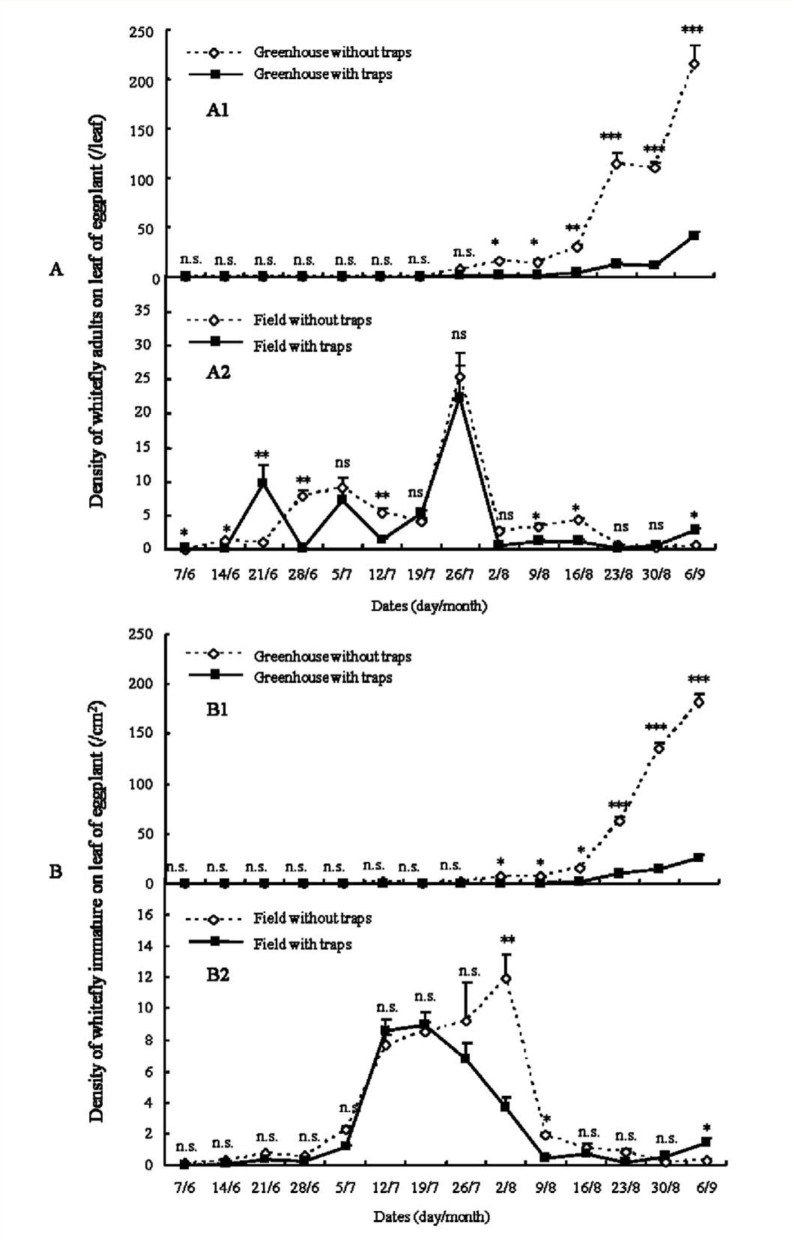 Density of whitefly adults on leaf of eggplant (/leaf)
A
250
200
150
100
50
0
Greenhouse without traps
Greenhouse with traps
A1
n.s. n.s. n.s. n.s. n.s. n.s. n.s. n.s. * * ** *** *** ***
35
30
25
20
15
10
5
0
Field without traps
Field with traps
A2
* * ** ** ns ** ns ns ns * * ns ns *
7/6 14/6 21/6 28/6 5/7 12/7 19/7 26/7 2/8 9/8 16/8 23/8 30/8 6/9
Dates (day/month)
Density of whitefly immature on leaf of eggplant (/cm²)
B
250
200
150
100
50
0
Greenhouse without traps
Greenhouse with traps
B1
n.s. n.s. n.s. n.s. n.s. n.s. n.s. n.s. * * * *** *** ***
16
14
12
10
8
6
4
2
0
Field without traps
Field with traps
B2
n.s. n.s. n.s. n.s. n.s. n.s. n.s. n.s. ** * n.s. n.s. n.s. *
7/6 14/6 21/6 28/6 5/7 12/7 19/7 26/7 2/8 9/8 16/8 23/8 30/8 6/9
Dates (day/month)